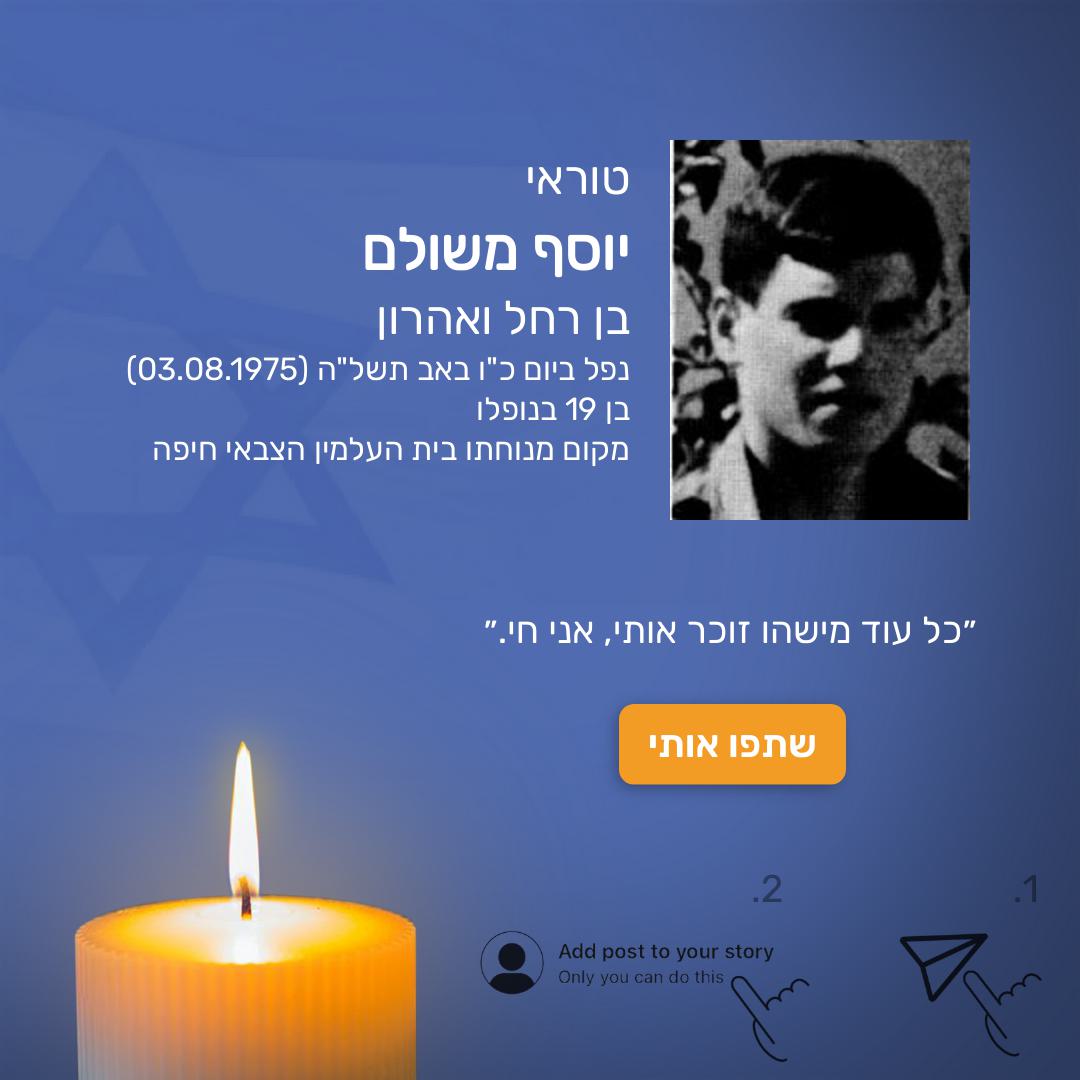 טוראי
יוסף משולם
בן רחל ואהרון
נפל ביום כ"ו באב תשל"ה (03.08.1975)
בן 19 בנופלו
מקום מנוחתו בית העלמין הצבאי חיפה
״כל עוד מישהו זוכר אותי, אני חי.״
שתפו אותי
.1
.2
Add post to your story
Only you can do this